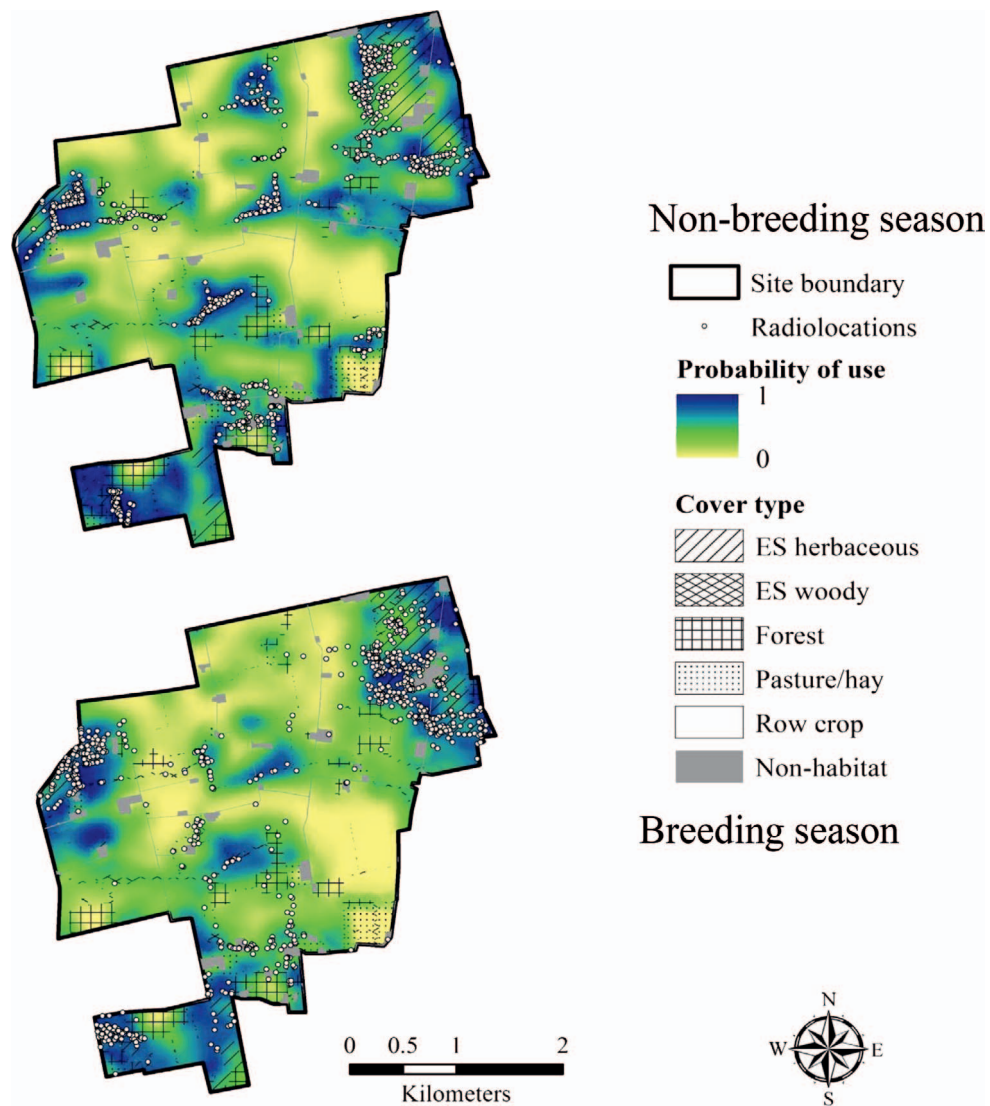 Non-breeding season
Site boundary
Radiolocations
Probability of use
1
0
Cover type
ES herbaceous
ES woody
Forest
Pasture/hay
Row crop
Non-habitat
Breeding season
0 0.5 1 2
Kilometers
N
W E
S